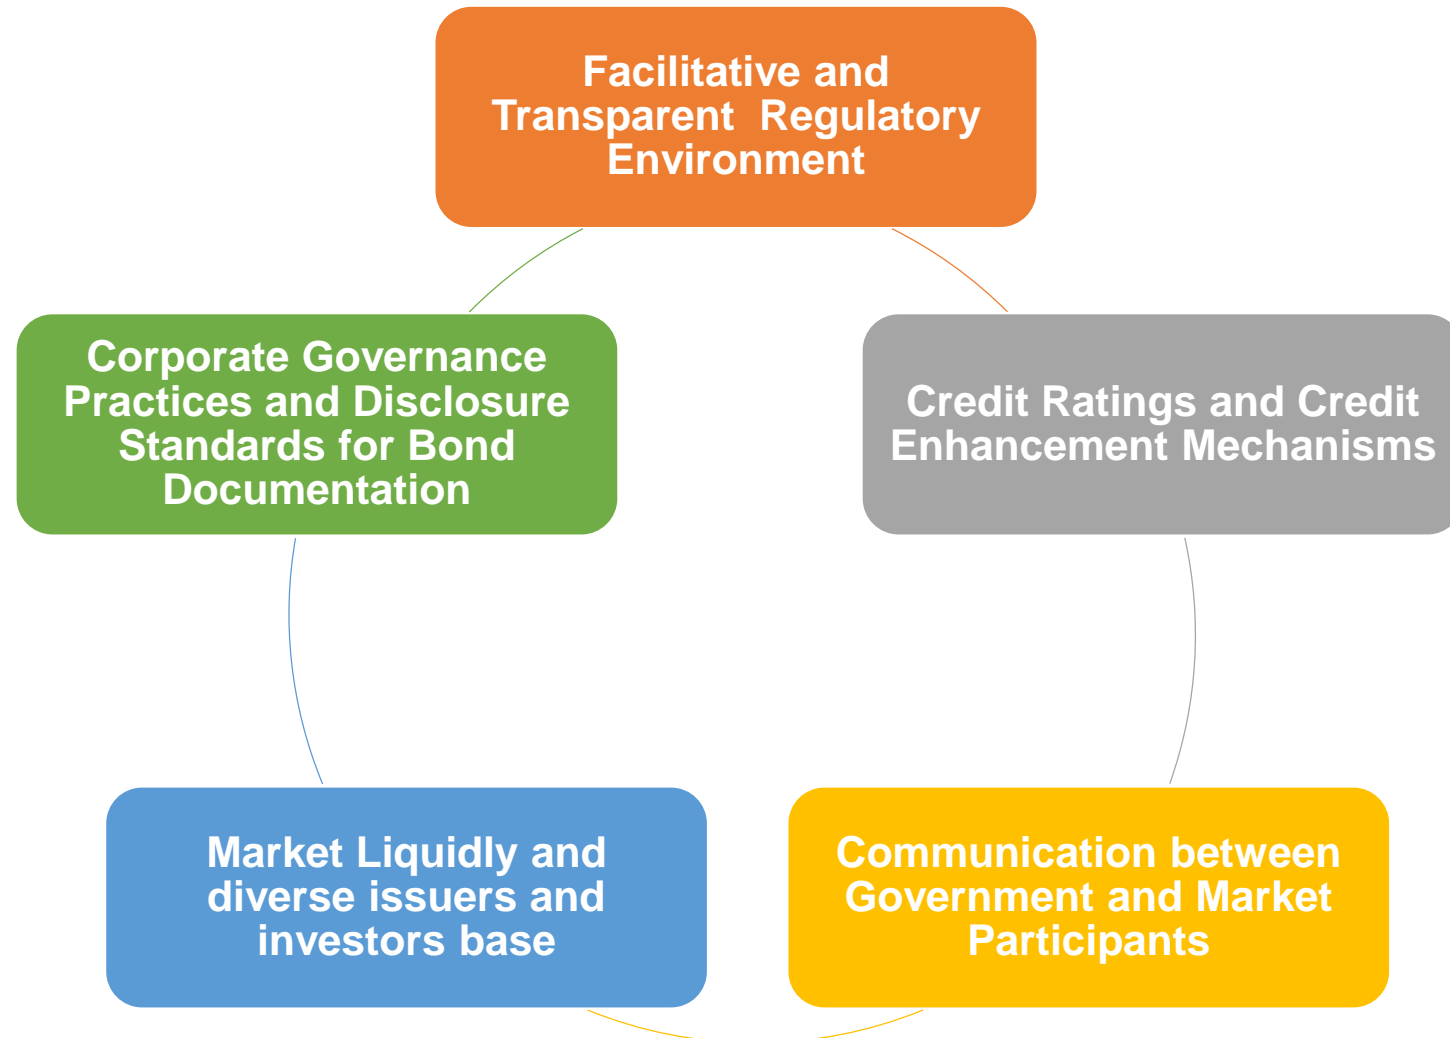 Facilitative and
Transparent  Regulatory
Environment
Corporate Governance
Practices and Disclosure
Standards for Bond
Documentation
Credit Ratings and Credit
Enhancement Mechanisms
Market Liquidly and
diverse issuers and
investors base
Communication between
Government and Market
Participants